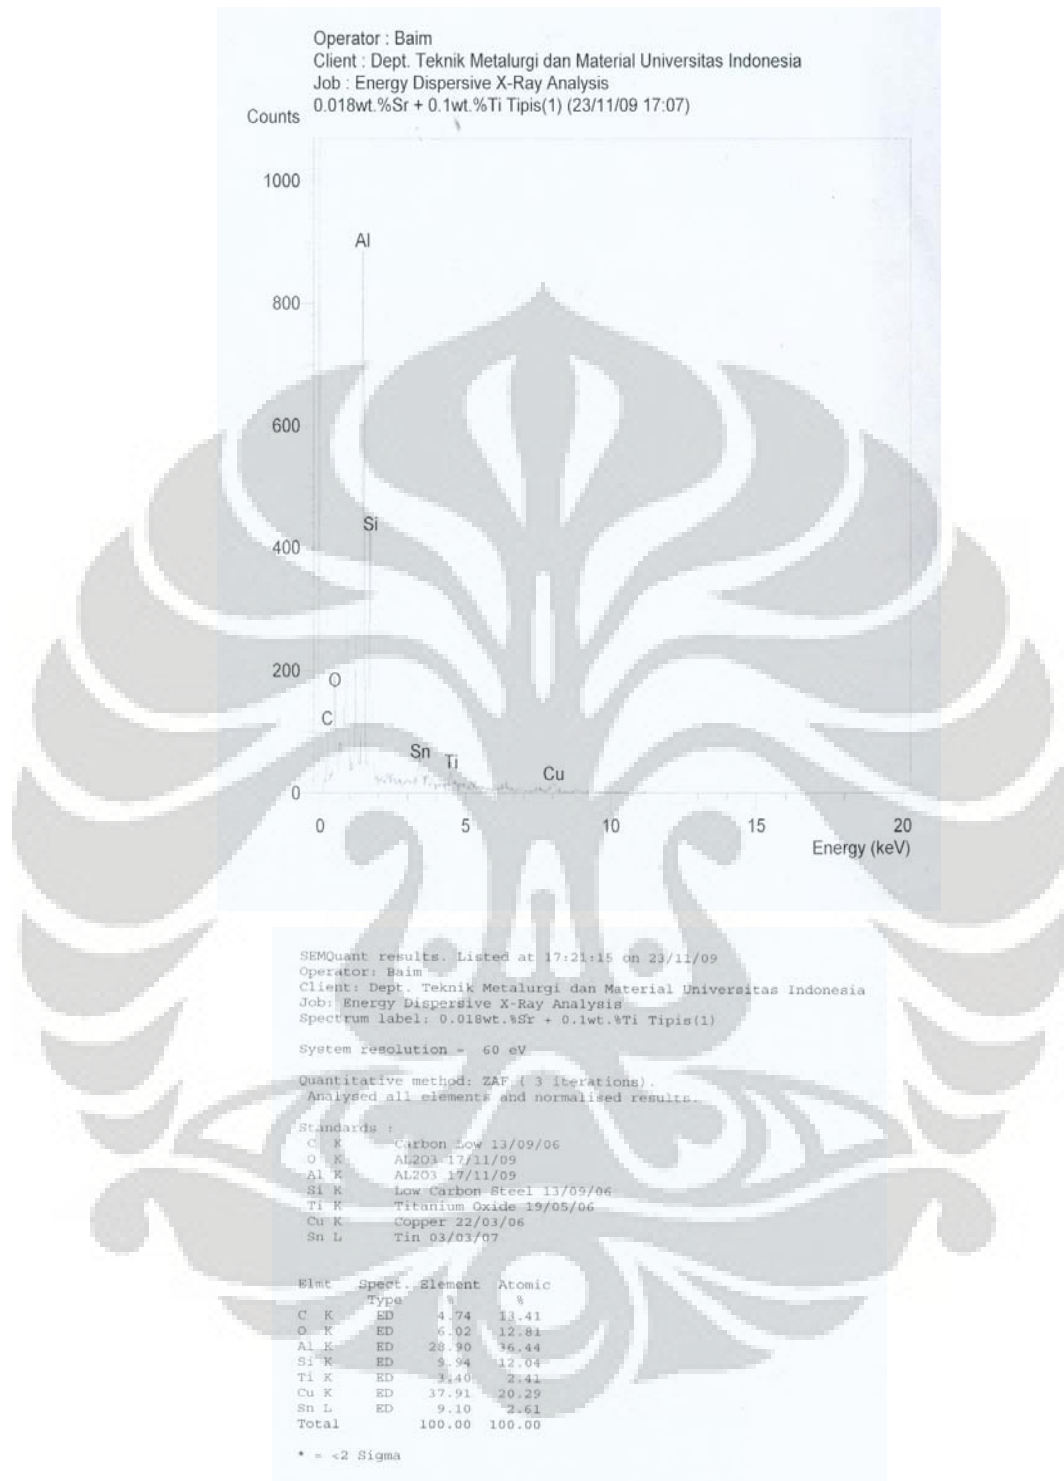 Operator : Baim
Client : Dept. Teknik Metalurgi dan Material Universitas Indonesia
Job : Energy Dispersive X-Ray Analysis
0.018wt.%Sr + 0.1wt.%Ti Tipis(1) (23/11/09 17:07)
Counts
1000
Al
800
600
Si
400
200
O
C
Sn
Ti
Cu
0
0 5 10 15 20
Energy (keV)
SEMQuant results. Listed at 17:21:15 on 23/11/09
Operator: Baim
Client: Dept. Teknik Metalurgi dan Material Universitas Indonesia
Job: Energy Dispersive X-Ray Analysis
Spectrum label: 0.018wt.%Sr + 0.1wt.%Ti Tipis(1)
System resolution = 60 eV
Quantitative method: ZAF ( 3 iterations).
Analysed all elements and normalised results.
Standards :
C K Carbon Low 13/09/06
O K AL2O3 17/11/09
Al K AL2O3 17/11/09
Si K Low Carbon Steel 13/09/06
Ti K Titanium Oxide 19/05/06
Cu K Copper 22/03/06
Sn L Tin 03/03/07
Elmt Spect. Element Atomic
Type % %
C K ED 4.74 13.41
O K ED 6.02 12.81
Al K ED 28.90 36.44
Si K ED 9.94 12.04
Ti K ED 3.40 2.41
Cu K ED 37.91 20.29
Sn L ED 9.10 2.61
Total 100.00 100.00
* = <2 Sigma